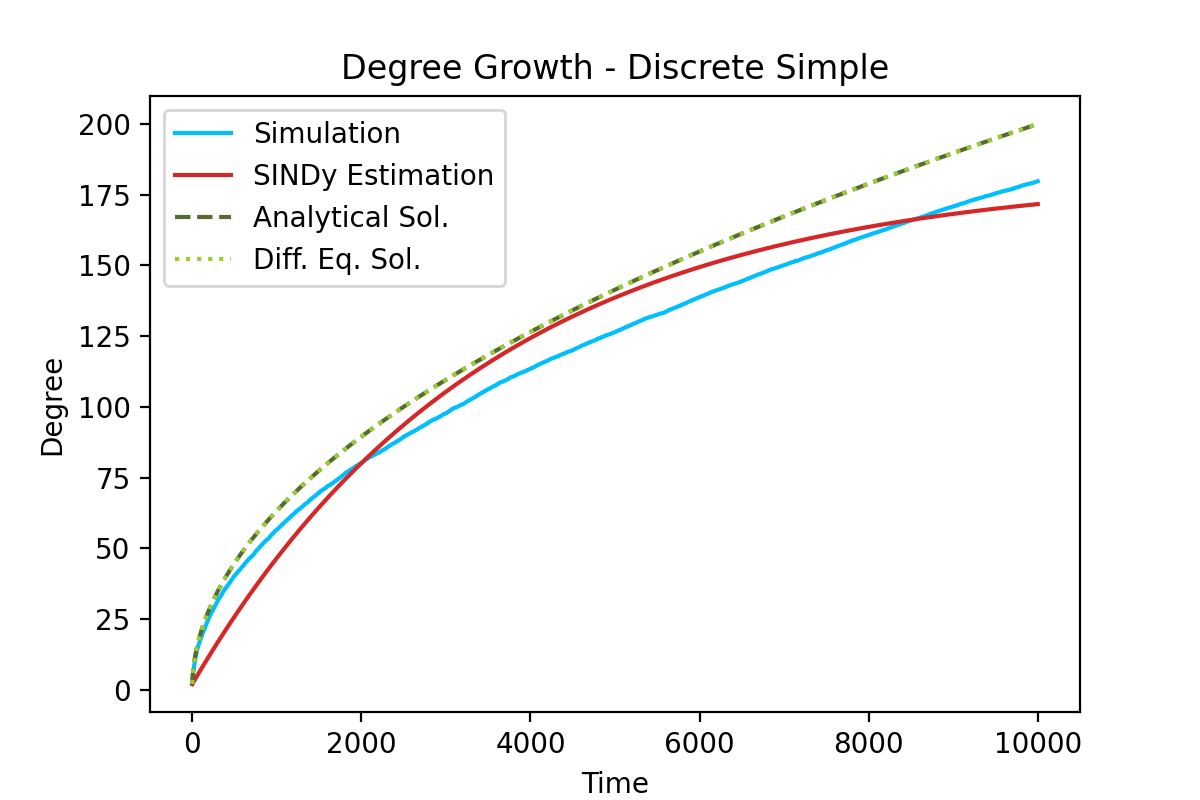 Degree Growth - Discrete Simple
Simulation
SINDy Estimation
Analytical Sol.
Diff. Eq. Sol.
200
175
150
125
100
75
50
25
0
Degree
0 2000 4000 6000 8000 10000
Time